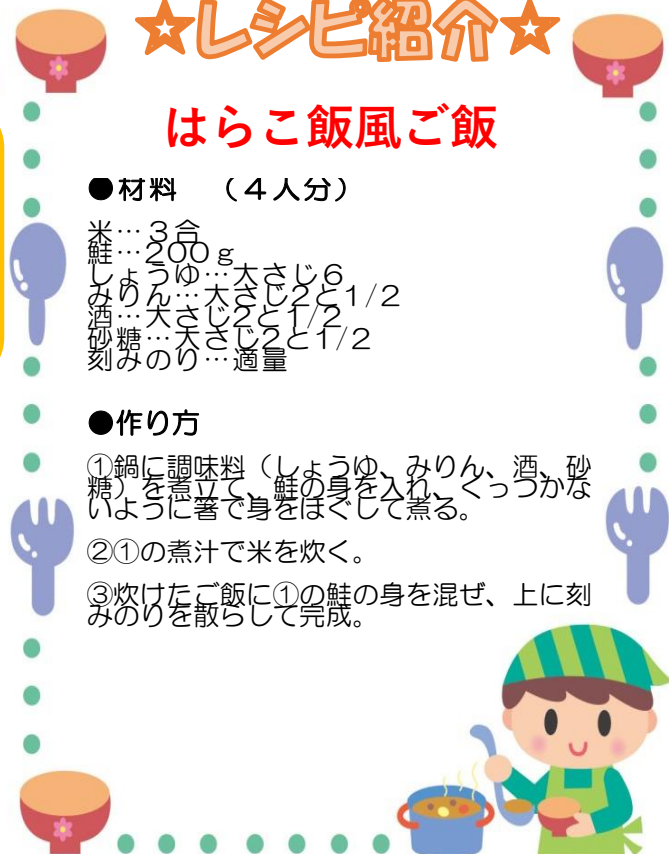 ☆レシピ紹介☆
はらこ飯風ご飯
●材料　（４人分）
米…３合
鮭…200ｇ
しょうゆ…大さじ６
みりん…大さじ2と1/2
酒…大さじ2と1/2
砂糖…大さじ2と1/2
刻みのり…適量
●作り方
①鍋に調味料（しょうゆ、みりん、酒、砂
糖）を煮立て、鮭の身を入れ、くっつかな
いように箸で身をほぐして煮る。
②①の煮汁で米を炊く。
③炊けたご飯に①の鮭の身を混ぜ、上に刻
みのりを散らして完成。